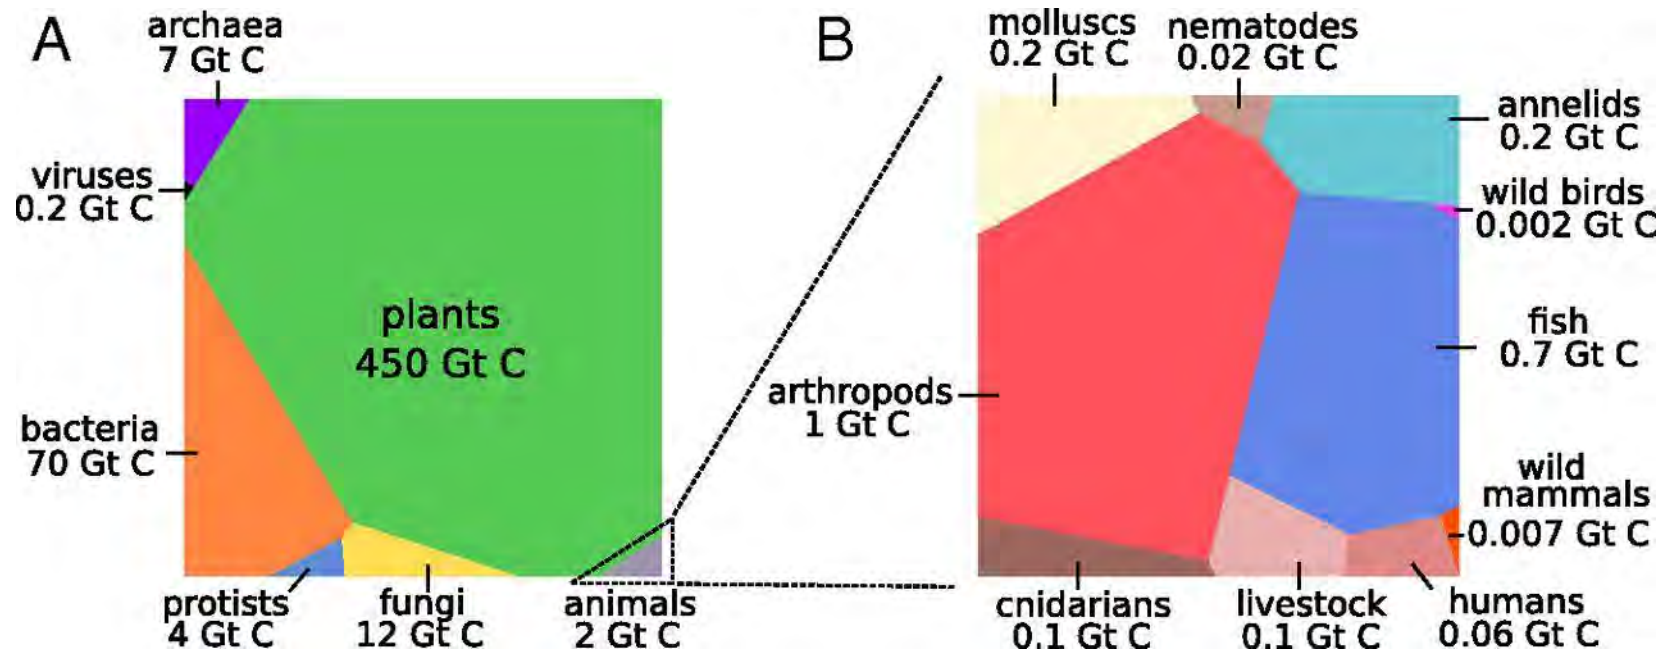 A
archaea
7 Gt C
viruses
0.2 Gt C
plants
450 Gt C
bacteria
70 Gt C
protists
4 Gt C
fungi
12 Gt C
animals
2 Gt C
B
molluscs
0.2 Gt C
nematodes
0.02 Gt C
annelids
0.2 Gt C
wild birds
0.002 Gt C
fish
0.7 Gt C
arthropods
1 Gt C
wild
mammals
0.007 Gt C
cnidarians
0.1 Gt C
livestock
0.1 Gt C
humans
0.06 Gt C